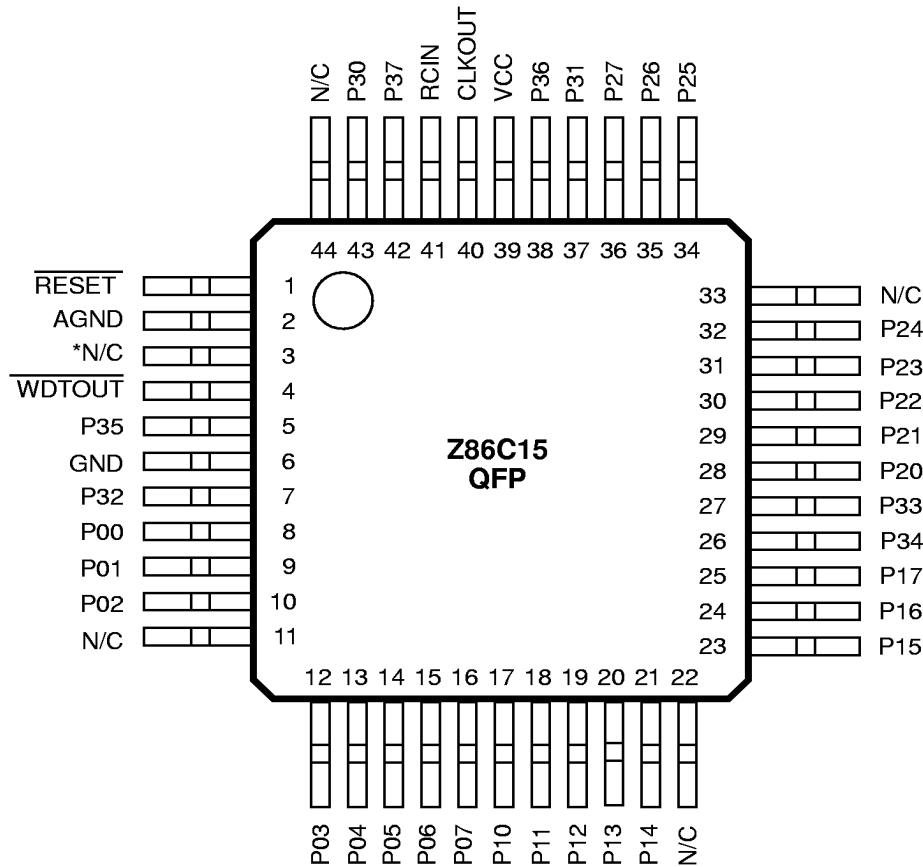 N/C P30 P37 RCIN CLKOUT VCC P36 P31 P27 P26 P25
44 43 42 41 40 39 38 37 36 35 34
RESET 1
AGND 2
*N/C 3
WDTOUT 4
P35 5
GND 6
P32 7
P00 8
P01 9
P02 10
N/C 11
Z86C15
QFP
33 N/C
32 P24
31 P23
30 P22
29 P21
28 P20
27 P33
26 P34
25 P17
24 P16
23 P15
12 13 14 15 16 17 18 19 20 21 22
P03 P04 P05 P06 P07 P10 P11 P12 P13 P14 N/C